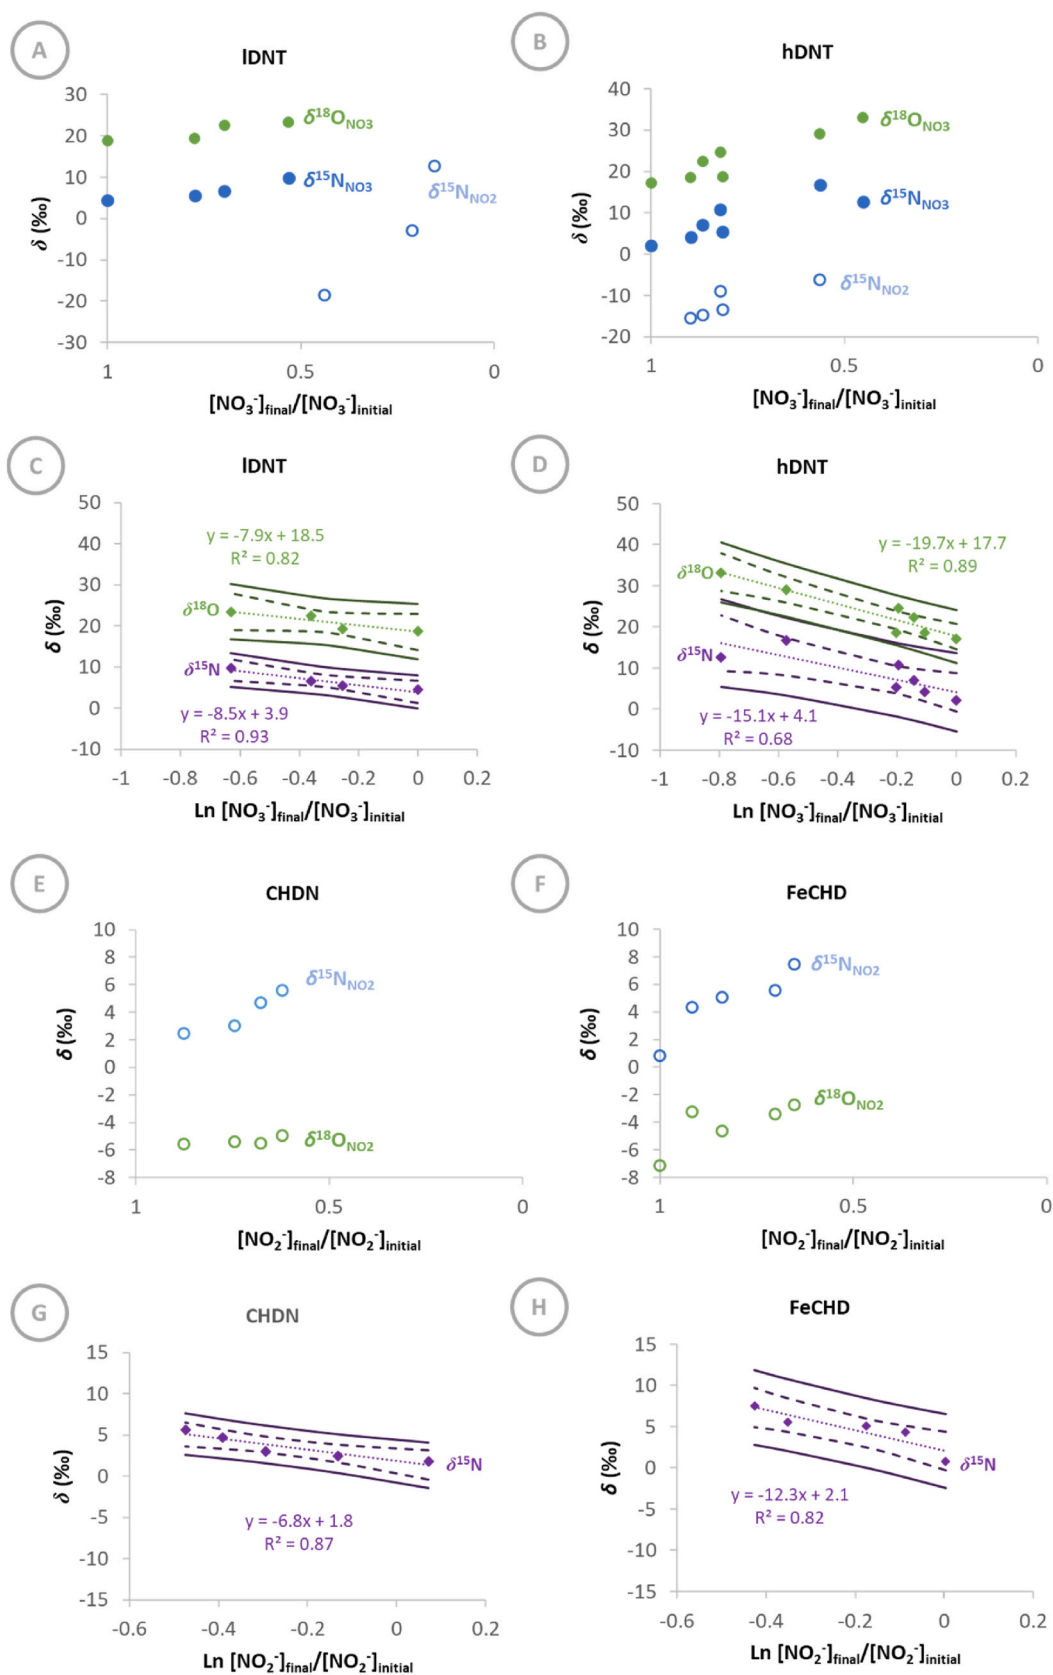 A
lDNT
30
20
10
0
-10
-20
-30
δ (‰)
δ¹⁸O_NO3
δ¹⁵N_NO3
δ¹⁵N_NO2
1
0.5
0
[NO₃⁻]final/[NO₃⁻]initial
B
hDNT
40
30
20
10
0
-10
-20
δ (‰)
δ¹⁸O_NO3
δ¹⁵N_NO3
δ¹⁵N_NO2
1
0.5
0
[NO₃⁻]final/[NO₃⁻]initial
C
lDNT
50
40
30
20
10
0
-10
δ (‰)
y = -7.9x + 18.5
R² = 0.82
δ¹⁸O
δ¹⁵N
y = -8.5x + 3.9
R² = 0.93
-1
-0.8
-0.6
-0.4
-0.2
0
0.2
Ln [NO₃⁻]final/[NO₃⁻]initial
D
hDNT
50
40
30
20
10
0
-10
δ (‰)
y = -19.7x + 17.7
R² = 0.89
δ¹⁸O
δ¹⁵N
y = -15.1x + 4.1
R² = 0.68
-1
-0.8
-0.6
-0.4
-0.2
0
0.2
Ln [NO₃⁻]final/[NO₃⁻]initial
E
CHDN
10
8
6
4
2
0
-2
-4
-6
-8
δ (‰)
δ¹⁵N_NO2
δ¹⁸O_NO2
1
0.5
0
[NO₂⁻]final/[NO₂⁻]initial
F
FeCHD
10
8
6
4
2
0
-2
-4
-6
-8
δ (‰)
δ¹⁵N_NO2
δ¹⁸O_NO2
1
0.5
0
[NO₂⁻]final/[NO₂⁻]initial
G
CHDN
15
10
5
0
-5
-10
-15
δ (‰)
δ¹⁵N
y = -6.8x + 1.8
R² = 0.87
-0.6
-0.4
-0.2
0
0.2
Ln [NO₂⁻]final/[NO₂⁻]initial
H
FeCHD
15
10
5
0
-5
-10
-15
δ (‰)
δ¹⁵N
y = -12.3x + 2.1
R² = 0.82
-0.6
-0.4
-0.2
0
0.2
Ln [NO₂⁻]final/[NO₂⁻]initial